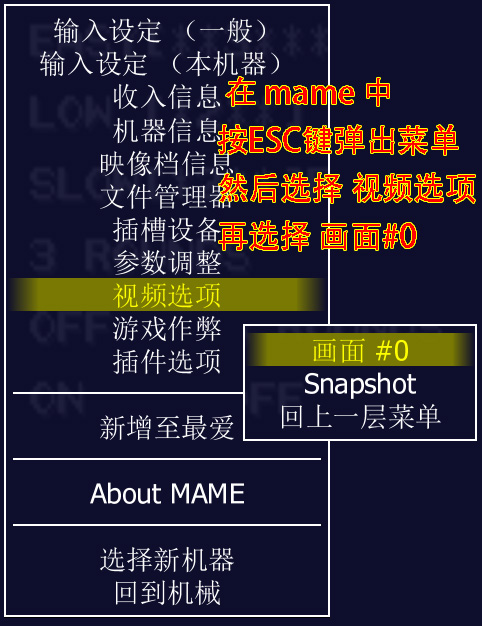 输入设定 （一般）
输入设定 （本机器）
收入信息
机器信息
映像档信息
文件管理器
插槽设备
参数调整
视频选项
游戏作弊
插件选项
新增至最爱
About MAME
选择新机器
回到机械
在 mame 中
按ESC键弹出菜单
然后选择 视频选项
再选择 画面#0
画面 #0
Snapshot
回上一层菜单